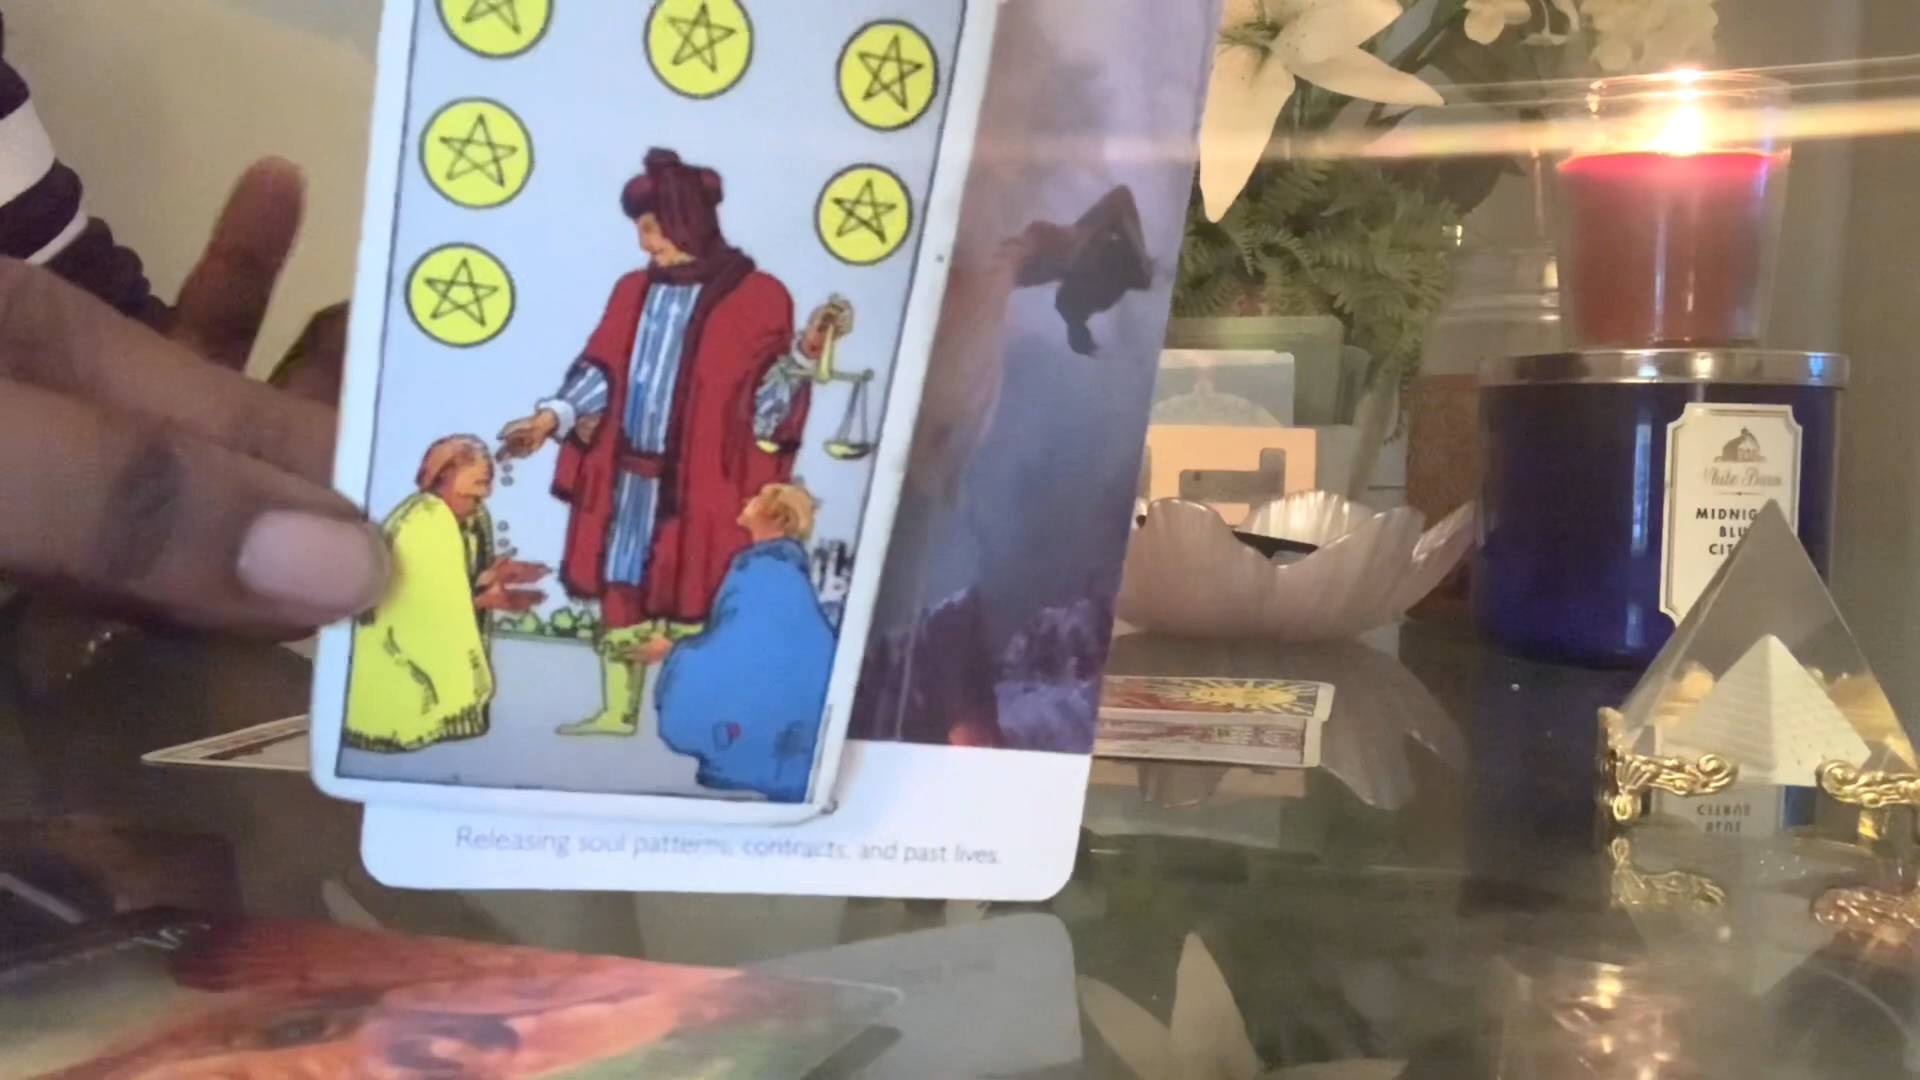 Releasing soul patterns, contracts, and past lives.
White Barn
MIDNIG
BLU
CIT